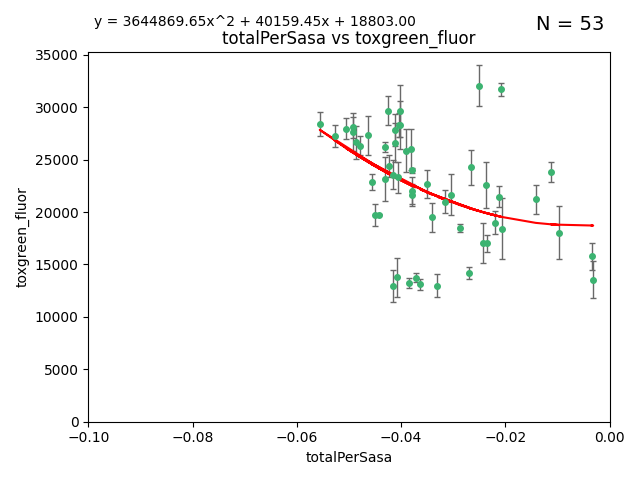 y = 3644869.65x^2 + 40159.45x + 18803.00
N = 53
totalPerSasa vs toxgreen_fluor
35000
30000
25000
20000
15000
10000
5000
0
toxgreen_fluor
−0.10
−0.08
−0.06
−0.04
−0.02
0.00
totalPerSasa